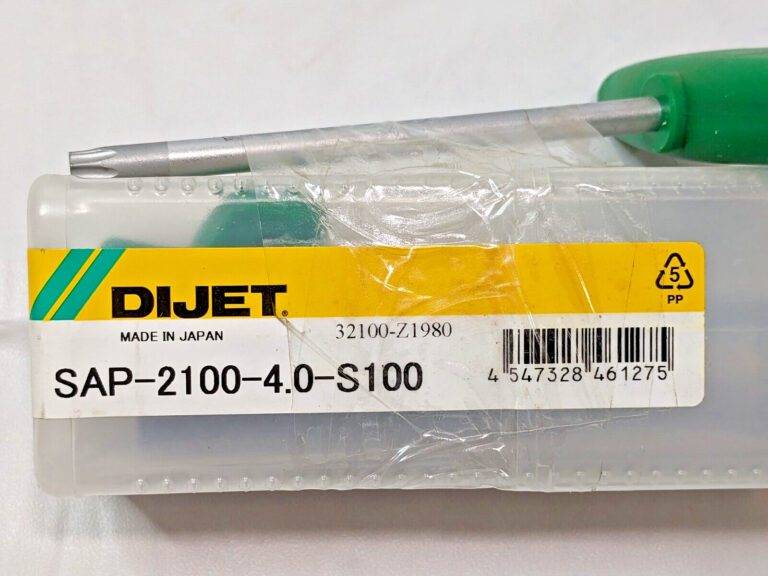 DIJET®
5
PP
MADE IN JAPAN
32100-Z1980
SAP-2100-4.0-S100
4 547328 461275